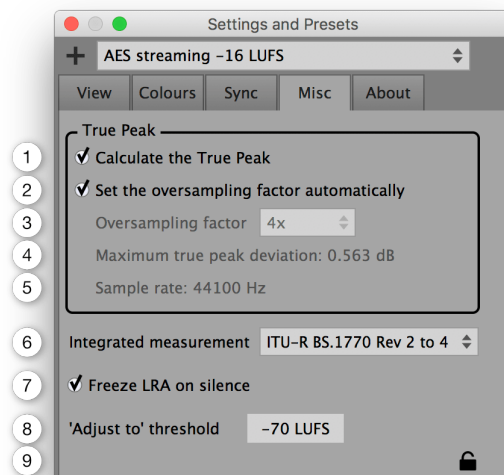 Settings and Presets
AES streaming -16 LUFS
View Colours Sync Misc About
True Peak
1 Calculate the True Peak
2 Set the oversampling factor automatically
3 Oversampling factor 4x
4 Maximum true peak deviation: 0.563 dB
5 Sample rate: 44100 Hz
6 Integrated measurement ITU-R BS.1770 Rev 2 to 4
7 Freeze LRA on silence
8 'Adjust to' threshold -70 LUFS
9